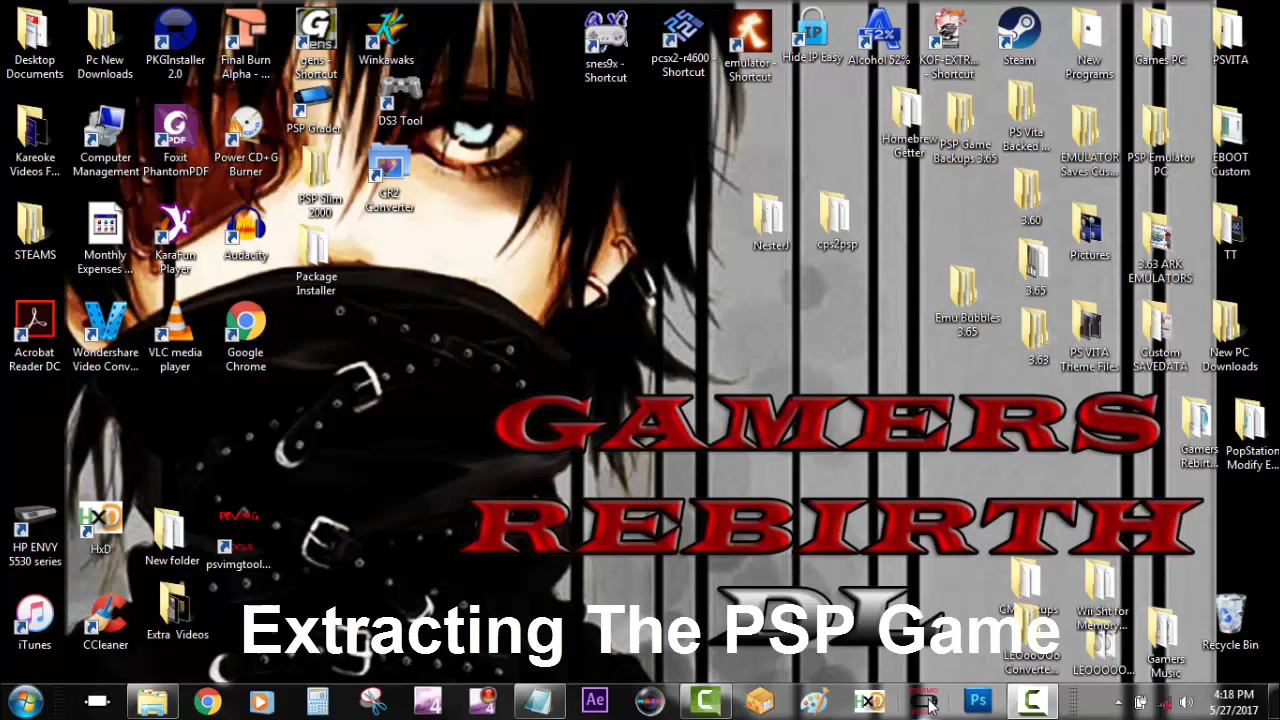 Desktop
Documents
Pc New
Downloads
PKGInstaller
2.0
Final Burn
Alpha - ...
gens -
Shortcut
Winkawaks
snes9x -
Shortcut
pcsx2-r4600 -
Shortcut
emulator -
Shortcut
Hide IP Easy
Alcohol 52%
KOF-EXTR...
- Shortcut
Steam
New
Programs
Games PC
PSVITA
PSP Grader
DS3 Tool
Kareoke
Videos F...
Computer
Management
Foxit
PhantomPDF
Power CD+G
Burner
Homebrew
Getter
PSP Game
Backups 3.65
PS Vita
Backed ...
EMULATOR
Saves Cus...
PSP Emulator
PC
EBOOT
Custom
PSP Slim
2000
CR2
Converter
STEAMS
Monthly
Expenses ...
KaraFun
Player
Audacity
Package
Installer
NesterJ
cps2psp
3.60
Pictures
3.63 ARK
EMULATORS
TT
3.65
Emu Bubbles
3.65
Acrobat
Reader DC
Wondershare
Video Conv...
VLC media
player
Google
Chrome
3.63
PS VITA
Theme Files
Custom
SAVEDATA
New PC
Downloads
GAMERS
REBIRTH
Gamers
Rebirt...
PopStation
Modify E...
HP ENVY
5530 series
HxD
New folder
psvimgtool...
iTunes
CCleaner
Extra Videos
Extracting The PSP Game
Wii Sht for
Memory...
LEOooOOo
Converte...
LEOOOOO...
Gamers
Music
Recycle Bin
4:18 PM
5/27/2017